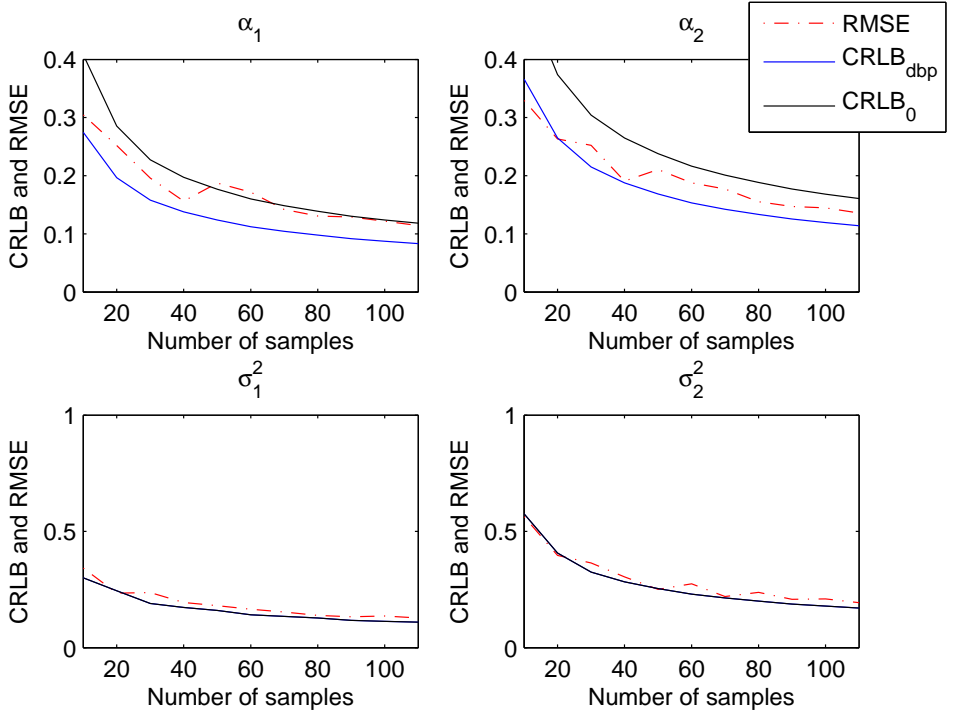 α₁
CRLB and RMSE
0.4
0.3
0.2
0.1
0
20 40 60 80 100
Number of samples
α₂
CRLB and RMSE
0.4
0.3
0.2
0.1
0
20 40 60 80 100
Number of samples
RMSE
CRLB_dbp
CRLB₀
σ₁²
CRLB and RMSE
1
0.5
0
20 40 60 80 100
Number of samples
σ₂²
CRLB and RMSE
1
0.5
0
20 40 60 80 100
Number of samples